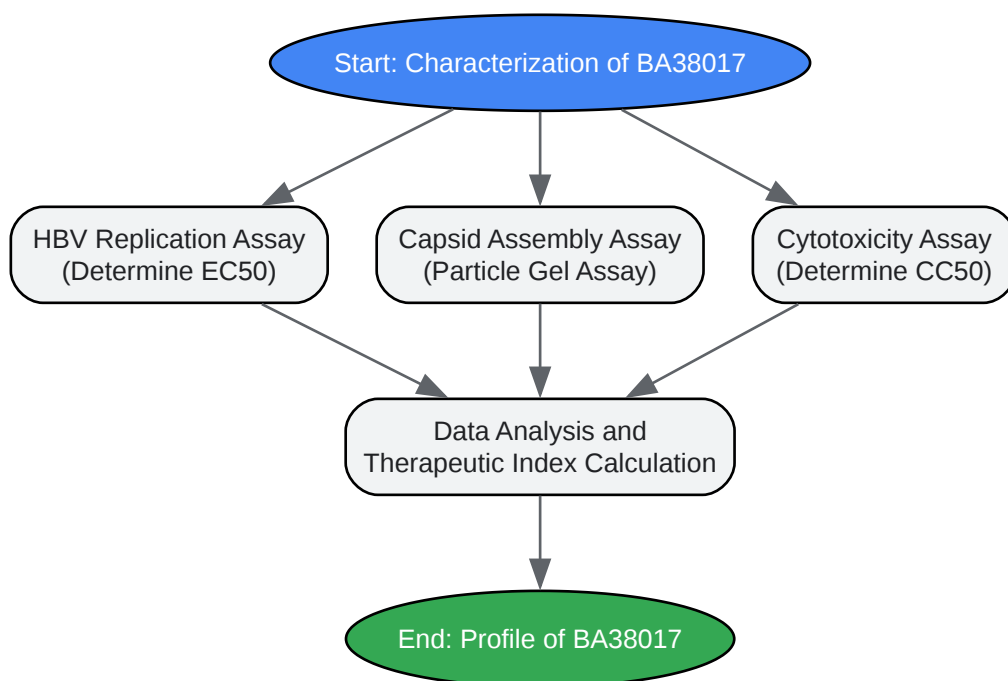 Start: Characterization of BA38017
HBV Replication Assay
(Determine EC50)
Capsid Assembly Assay
(Particle Gel Assay)
Cytotoxicity Assay
(Determine CC50)
Data Analysis and
Therapeutic Index Calculation
End: Profile of BA38017